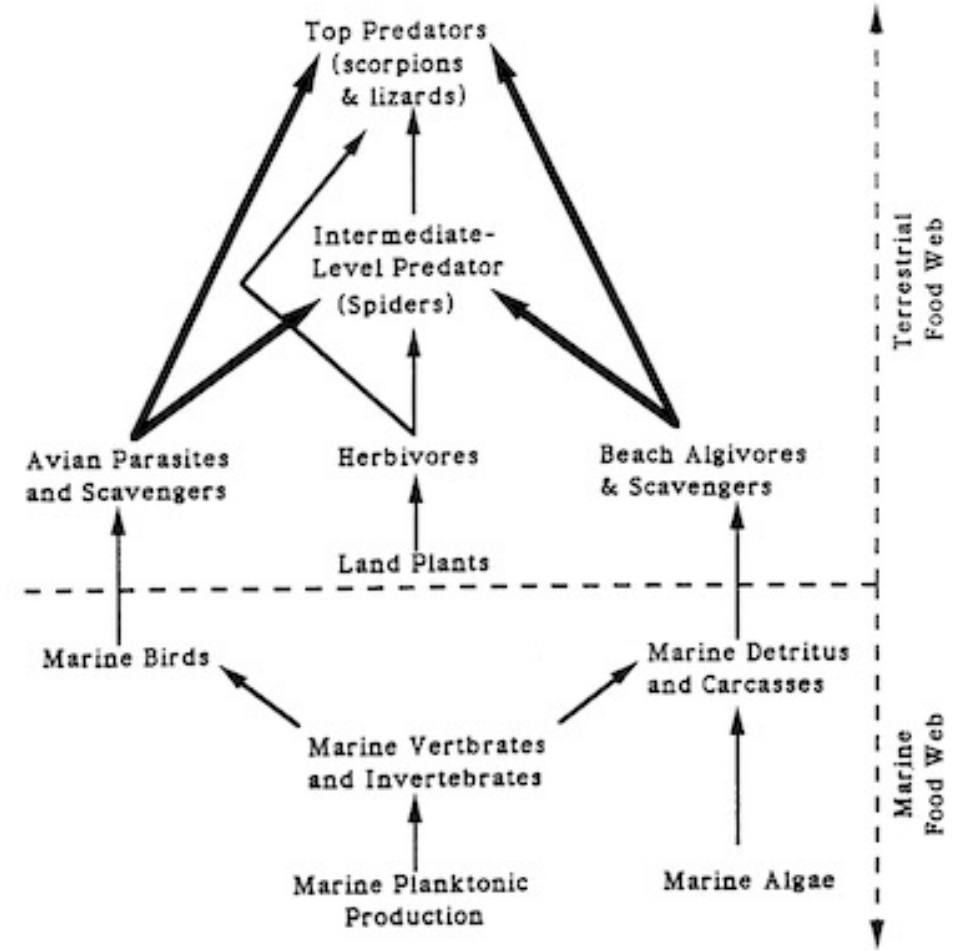 Top Predators
(scorpions
& lizards)
Intermediate-
Level Predator
(Spiders)
Avian Parasites
and Scavengers
Herbivores
Beach Algivores
& Scavengers
Land Plants
Marine Birds
Marine Detritus
and Carcasses
Marine Vertbrates
and Invertebrates
Marine Planktonic
Production
Marine Algae
Terrestrial
Food Web
Marine
Food Web